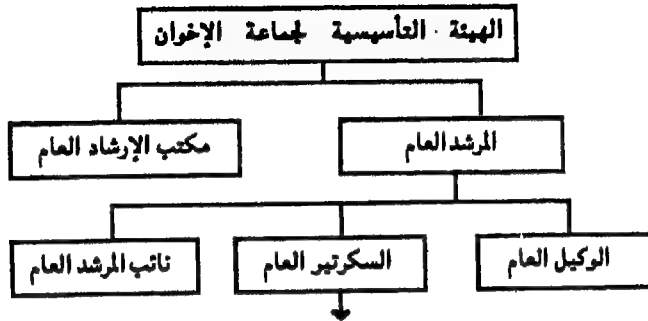 الهيئة التأسيسية لجماعة الإخوان
المرشد العام
مكتب الإرشاد العام
الوكيل العام
السكرتير العام
نائب المرشد العام